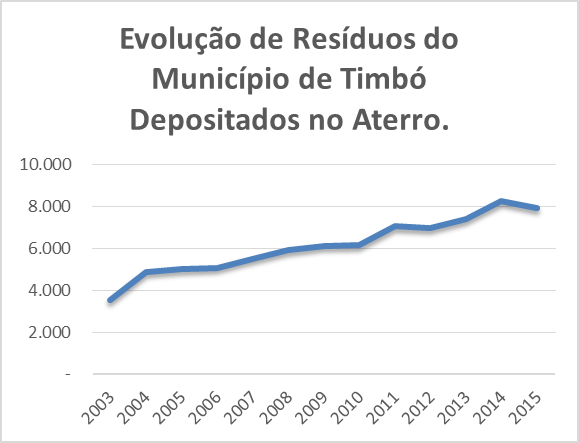 Evolução de Resíduos do
Município de Timbó
Depositados no Aterro.
10.000
8.000
6.000
4.000
2.000
-
2003 2004 2005 2006 2007 2008 2009 2010 2011 2012 2013 2014 2015